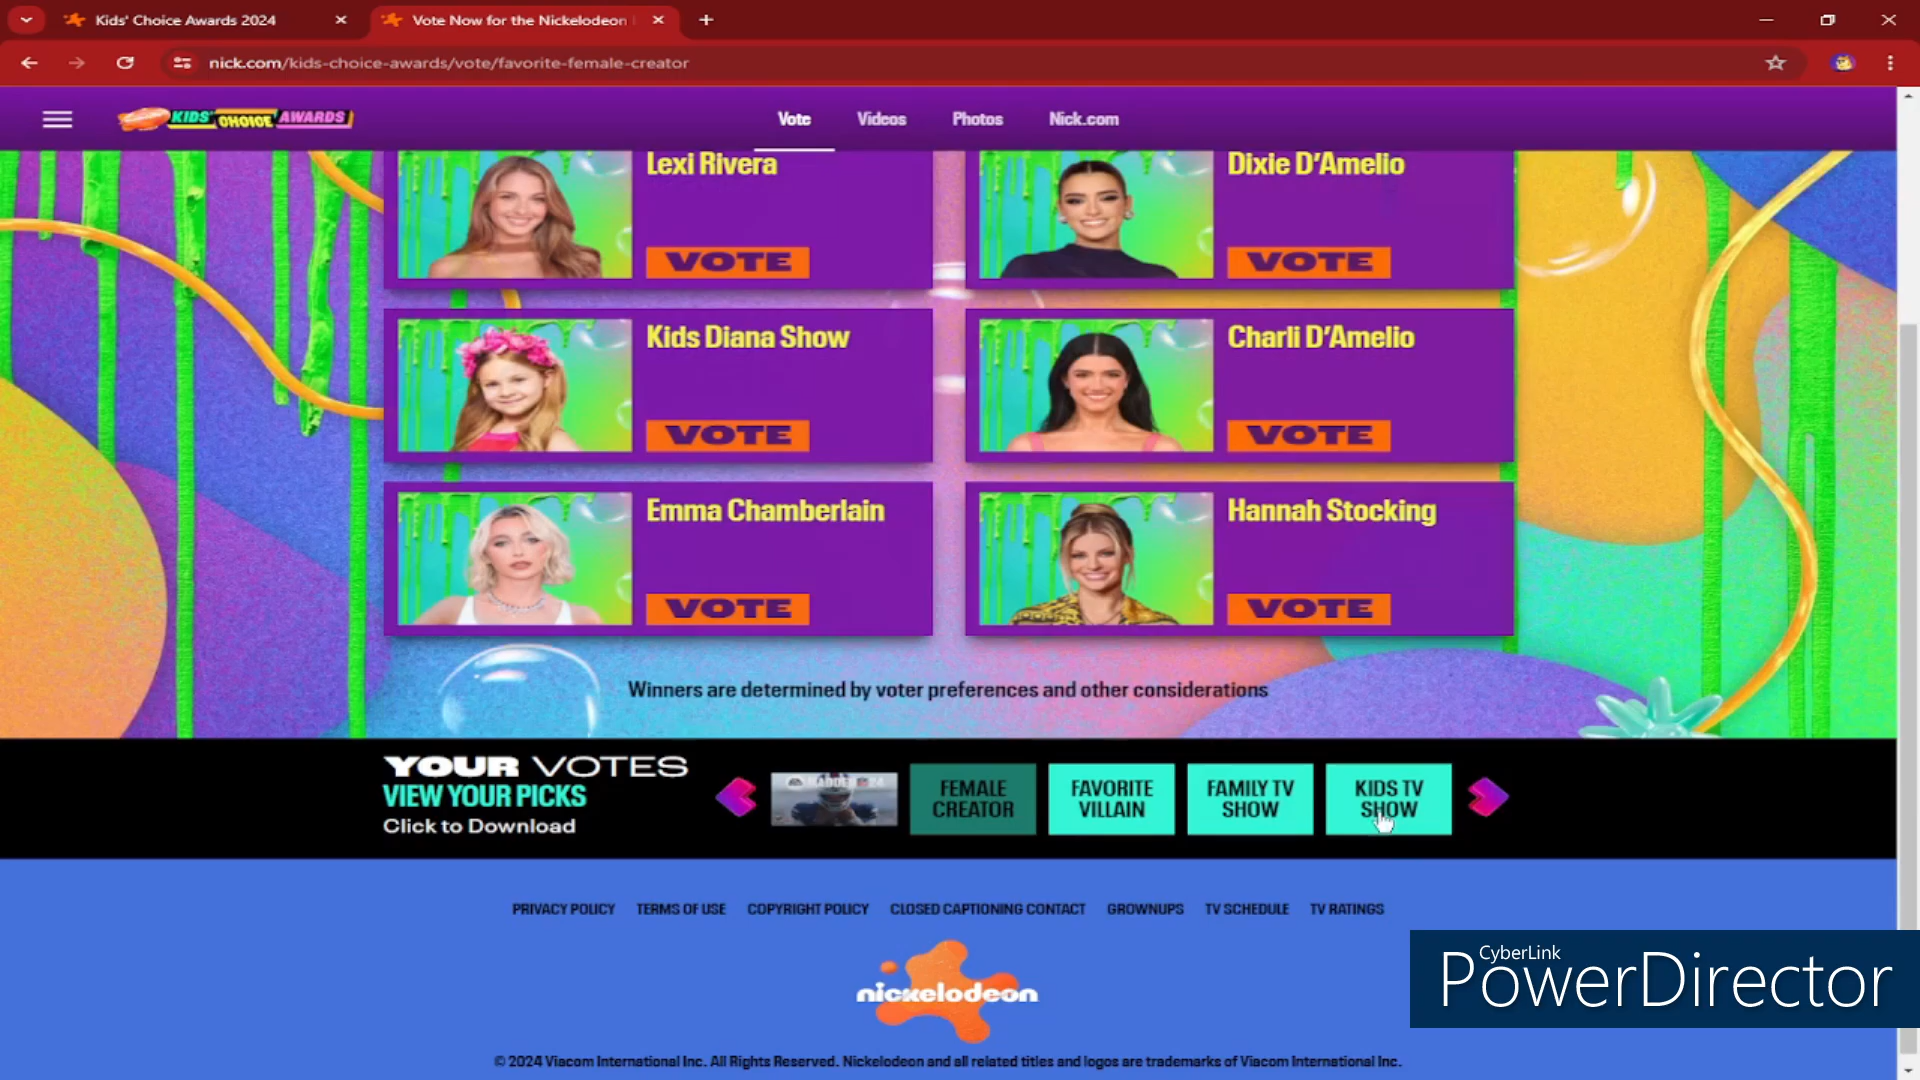 Kids' Choice Awards 2024
Vote Now for the Nickelodeon
nick.com/kids-choice-awards/vote/favorite-female-creator
KIDS' CHOICE AWARDS
Vote
Videos
Photos
Nick.com
Lexi Rivera
VOTE
Dixie D'Amelio
VOTE
Kids Diana Show
VOTE
Charli D'Amelio
VOTE
Emma Chamberlain
VOTE
Hannah Stocking
VOTE
Winners are determined by voter preferences and other considerations
YOUR VOTES
VIEW YOUR PICKS
Click to Download
FEMALE
CREATOR
FAVORITE
VILLAIN
FAMILY TV
SHOW
KIDS TV
SHOW
PRIVACY POLICY
TERMS OF USE
COPYRIGHT POLICY
CLOSED CAPTIONING CONTACT
GROWNUPS
TV SCHEDULE
TV RATINGS
nickelodeon
CyberLink
PowerDirector
© 2024 Viacom International Inc. All Rights Reserved. Nickelodeon and all related titles and logos are trademarks of Viacom International Inc.